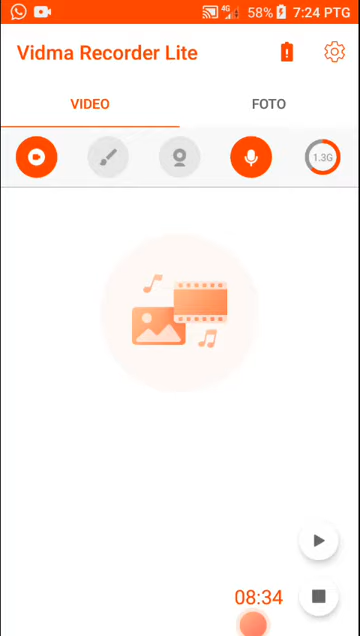 4G 58% 7:24 PTG
Vidma Recorder Lite
VIDEO FOTO
1.3G
08:34